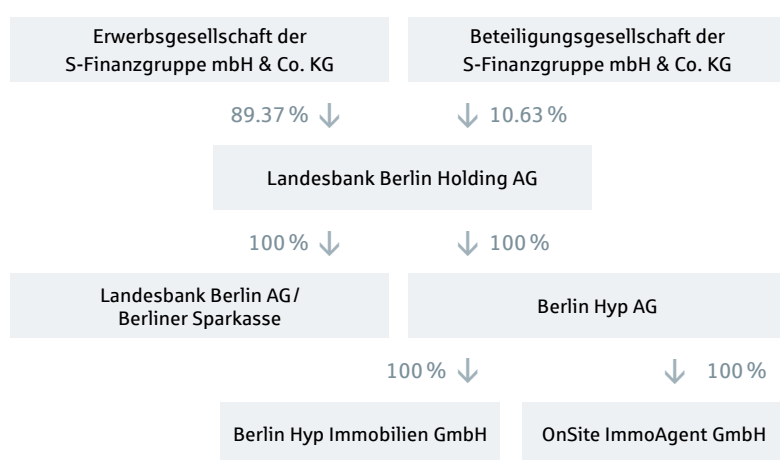 Erwerbsgesellschaft der
S-Finanzgruppe mbH & Co. KG
Beteiligungsgesellschaft der
S-Finanzgruppe mbH & Co. KG
89.37 %
10.63 %
Landesbank Berlin Holding AG
100 %
100 %
Landesbank Berlin AG/
Berliner Sparkasse
Berlin Hyp AG
100 %
100 %
Berlin Hyp Immobilien GmbH
OnSite ImmoAgent GmbH